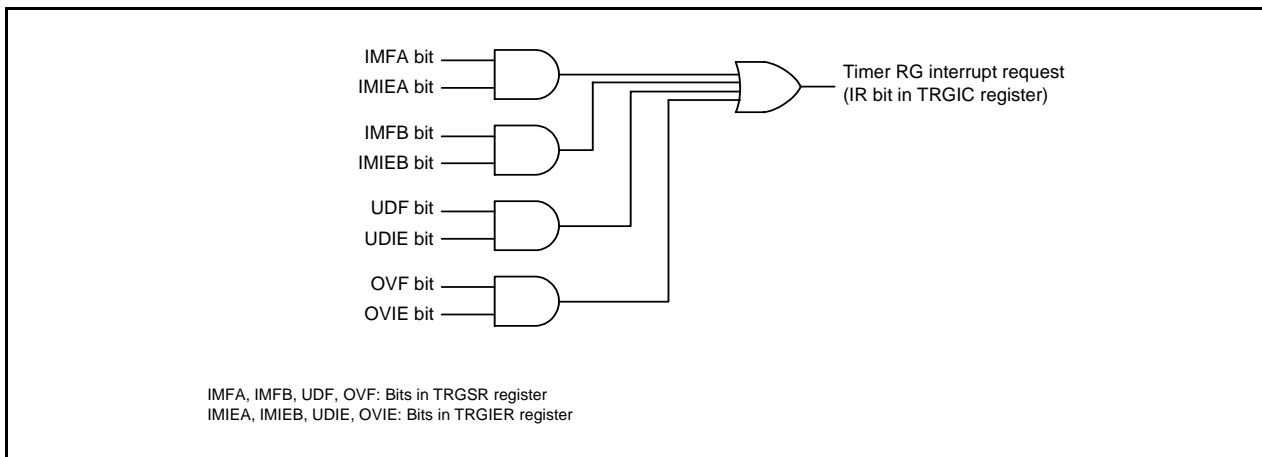 IMFA bit
IMIEA bit
Timer RG interrupt request
(IR bit in TRGIC register)
IMFB bit
IMIEB bit
UDF bit
UDIE bit
OVF bit
OVIE bit
IMFA, IMFB, UDF, OVF: Bits in TRGSR register
IMIEA, IMIEB, UDIE, OVIE: Bits in TRGIER register